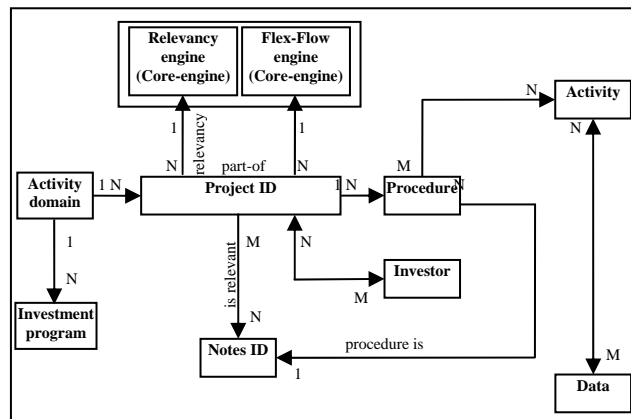 Relevancy
engine
(Core-engine)
Flex-Flow
engine
(Core-engine)
1
relevancy
1
N
part-of
N
Activity
N
N
M
Activity
domain
1 N
Project ID
1 N
Procedure
N
1
N
M
is relevant
N
N
Investor
M
Investment
program
Notes ID
1
procedure is
M
Data